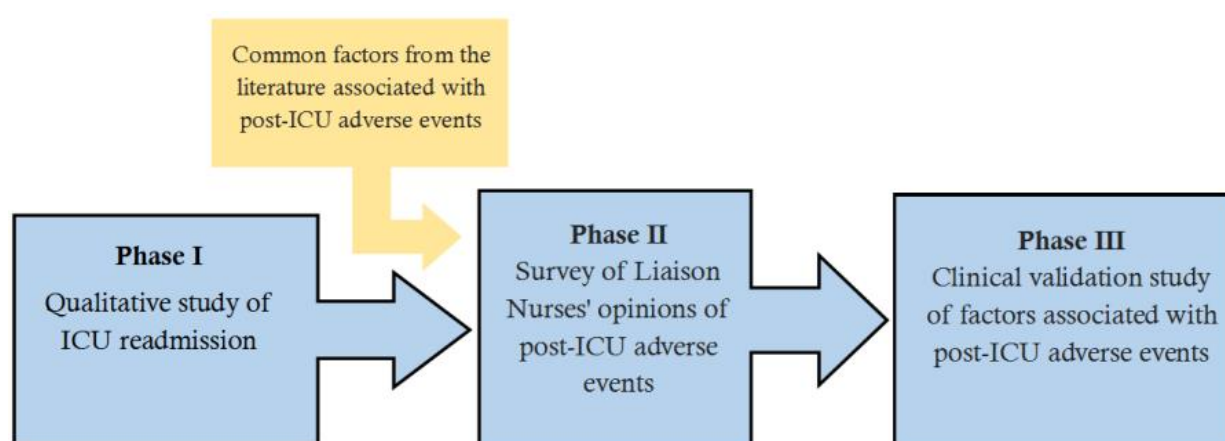 Common factors from the
literature associated with
post-ICU adverse events
Phase I
Qualitative study of
ICU readmission
Phase II
Survey of Liaison
Nurses' opinions of
post-ICU adverse
events
Phase III
Clinical validation study
of factors associated with
post-ICU adverse events